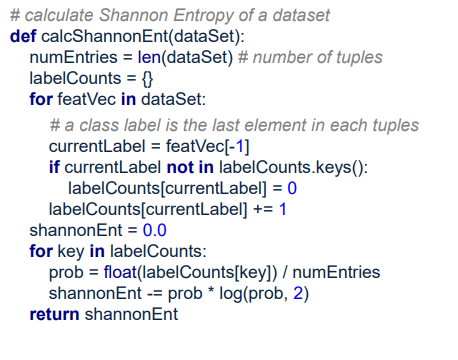 # calculate Shannon Entropy of a dataset
def calcShannonEnt(dataSet):
    numEntries = len(dataSet) # number of tuples
    labelCounts = {}
    for featVec in dataSet:
        # a class label is the last element in each tuples
        currentLabel = featVec[-1]
        if currentLabel not in labelCounts.keys():
            labelCounts[currentLabel] = 0
        labelCounts[currentLabel] += 1
    shannonEnt = 0.0
    for key in labelCounts:
        prob = float(labelCounts[key]) / numEntries
        shannonEnt -= prob * log(prob, 2)
    return shannonEnt